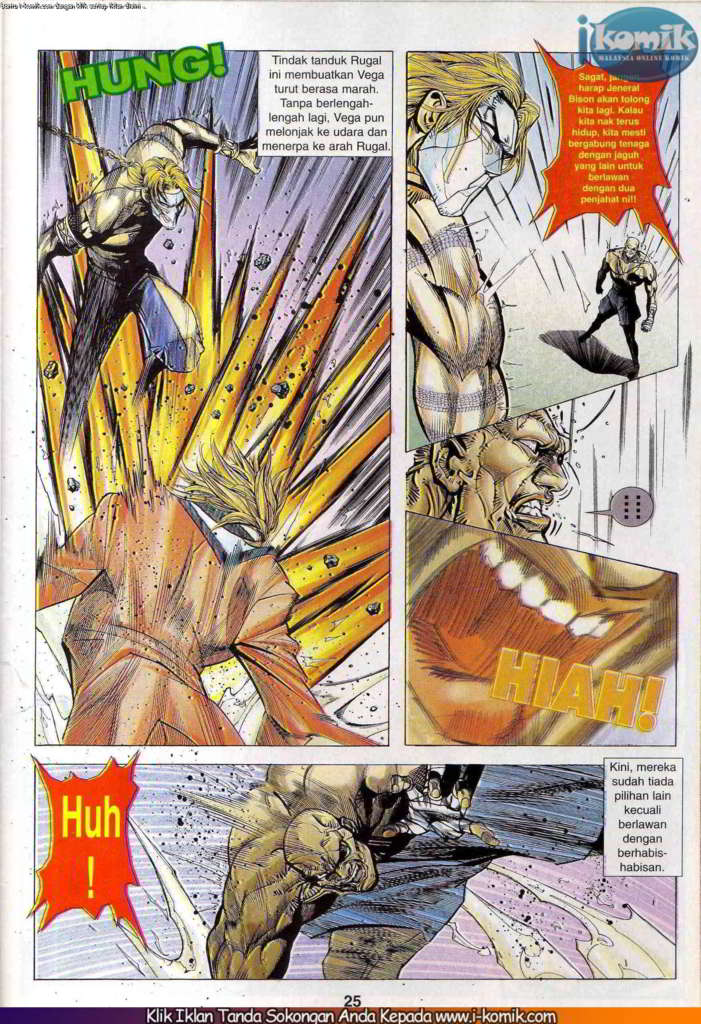 ikomik
MALAYSIA ONLINE KOMIK
HUNG!
Tindak tanduk Rugal
ini membuatkan Vega
turut berasa marah.
Tanpa berlengah-
lengah lagi, Vega pun
melonjak ke udara dan
menerpa ke arah Rugal.
Sagat, jangan
harap Jeneral
Bison akan tolong
kita lagi. Kalau
kita nak terus
hidup, kita mesti
bergabung tenaga
dengan jaguh
yang lain untuk
berlawan
dengan dua
penjahat ni!!
HIAH!
Huh
!
Kini, mereka
sudah tiada
pilihan lain
kecuali
berlawan
dengan
berhabis-
habisan.
25
Klik Iklan Tanda Sokongan Anda Kepada www.i-komik.com